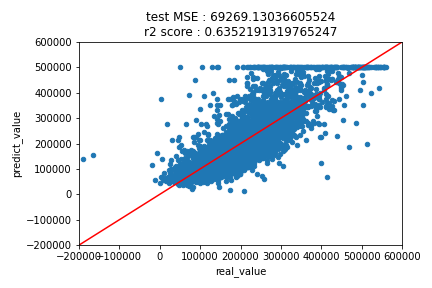 test MSE : 69269.13036605524
r2 score : 0.6352191319765247
600000
500000
400000
300000
200000
100000
0
−100000
−200000
predict_value
−200000 −100000 0 100000 200000 300000 400000 500000 600000
real_value